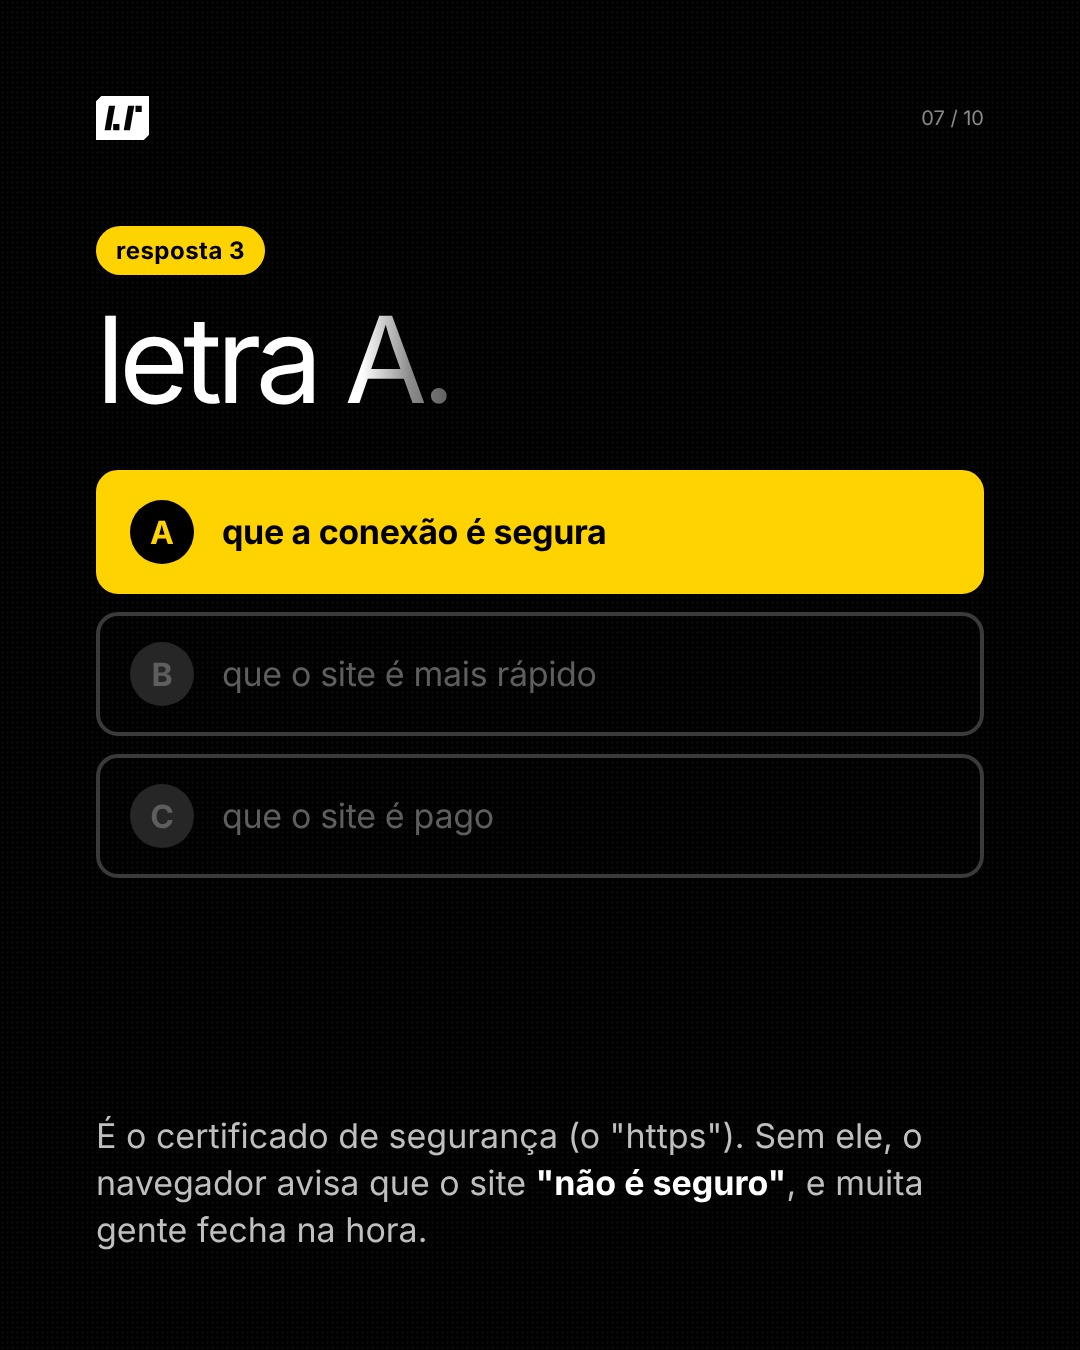 LT
07 / 10
resposta 3
letra A.
A que a conexão é segura
B que o site é mais rápido
C que o site é pago
É o certificado de segurança (o "https"). Sem ele, o
navegador avisa que o site "não é seguro", e muita
gente fecha na hora.